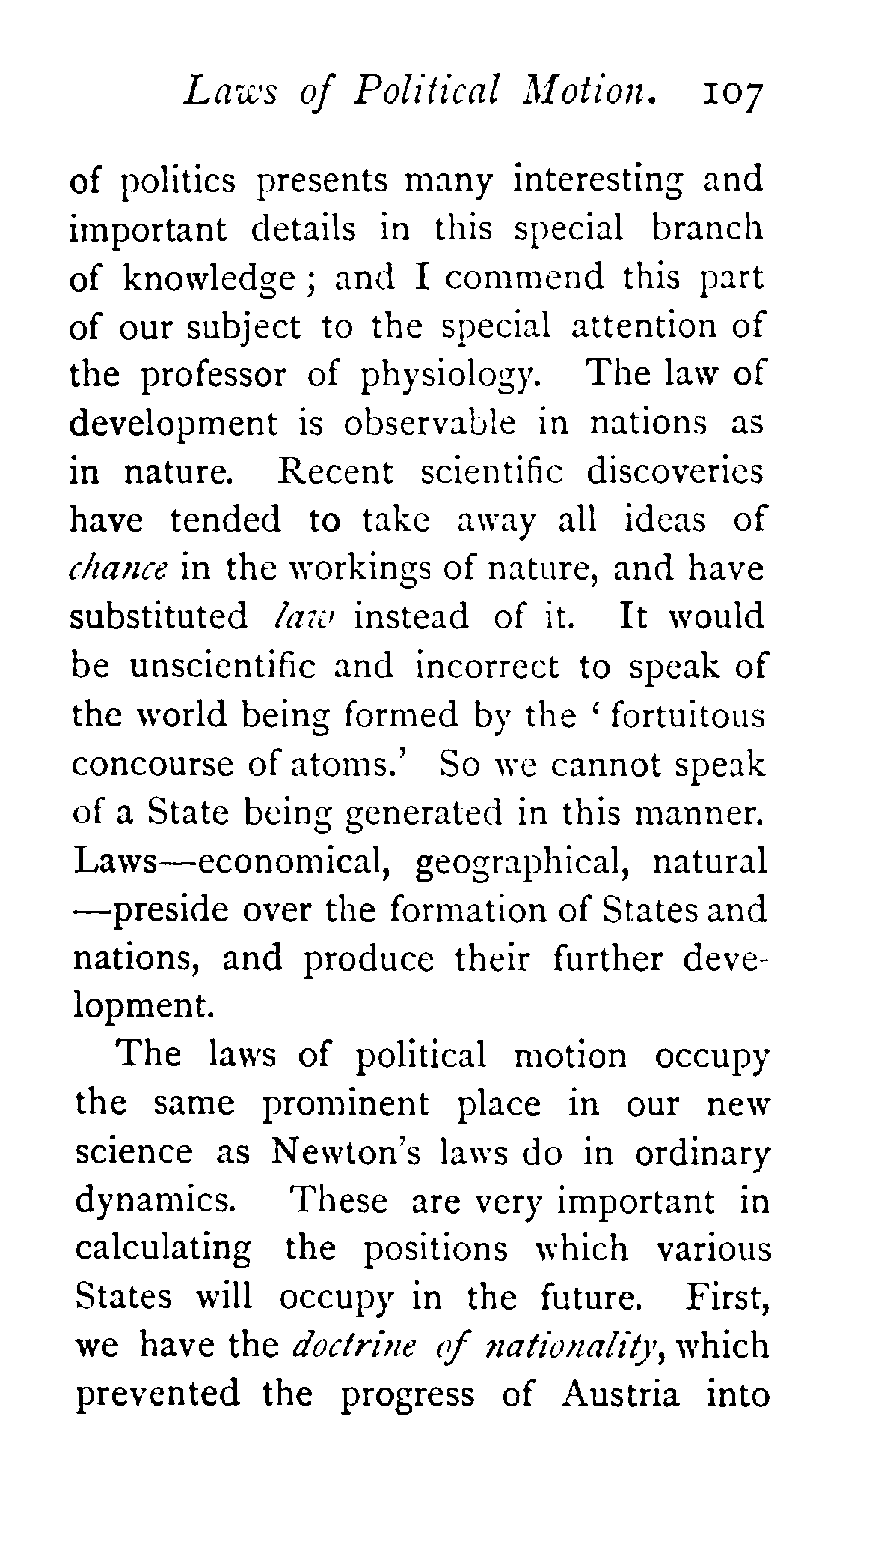 Laws of Political Motion. 107
of politics presents many interesting and
important details in this special branch
of knowledge ; and I commend this part
of our subject to the special attention of
the professor of physiology. The law of
development is observable in nations as
in nature. Recent scientific discoveries
have tended to take away all ideas of
chance in the workings of nature, and have
substituted law instead of it. It would
be unscientific and incorrect to speak of
the world being formed by the ‘ fortuitous
concourse of atoms.’ So we cannot speak
of a State being generated in this manner.
Laws—economical, geographical, natural
—preside over the formation of States and
nations, and produce their further deve-
lopment.
The laws of political motion occupy
the same prominent place in our new
science as Newton’s laws do in ordinary
dynamics. These are very important in
calculating the positions which various
States will occupy in the future. First,
we have the doctrine of nationality, which
prevented the progress of Austria into